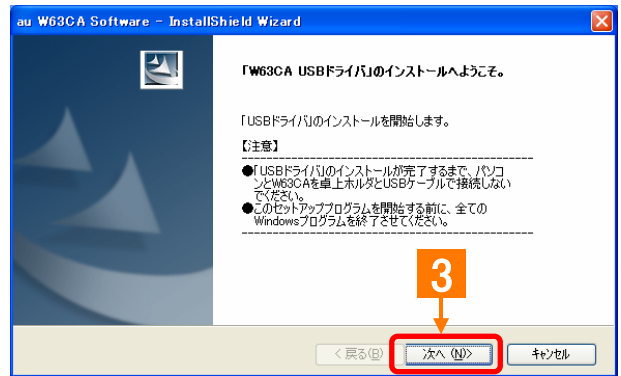 au W63CA Software - InstallShield Wizard
「W63CA USBドライバ」のインストールへようこそ。
「USBドライバ」のインストールを開始します。
【注意】
●「USBドライバ」のインストールが完了するまで、パソコ
ンとW63CAを卓上ホルダとUSBケーブルで接続しない
でください。
●このセットアッププログラムを開始する前に、全ての
Windowsプログラムを終了させてください。
3
< 戻る(B)
次へ (N)>
キャンセル